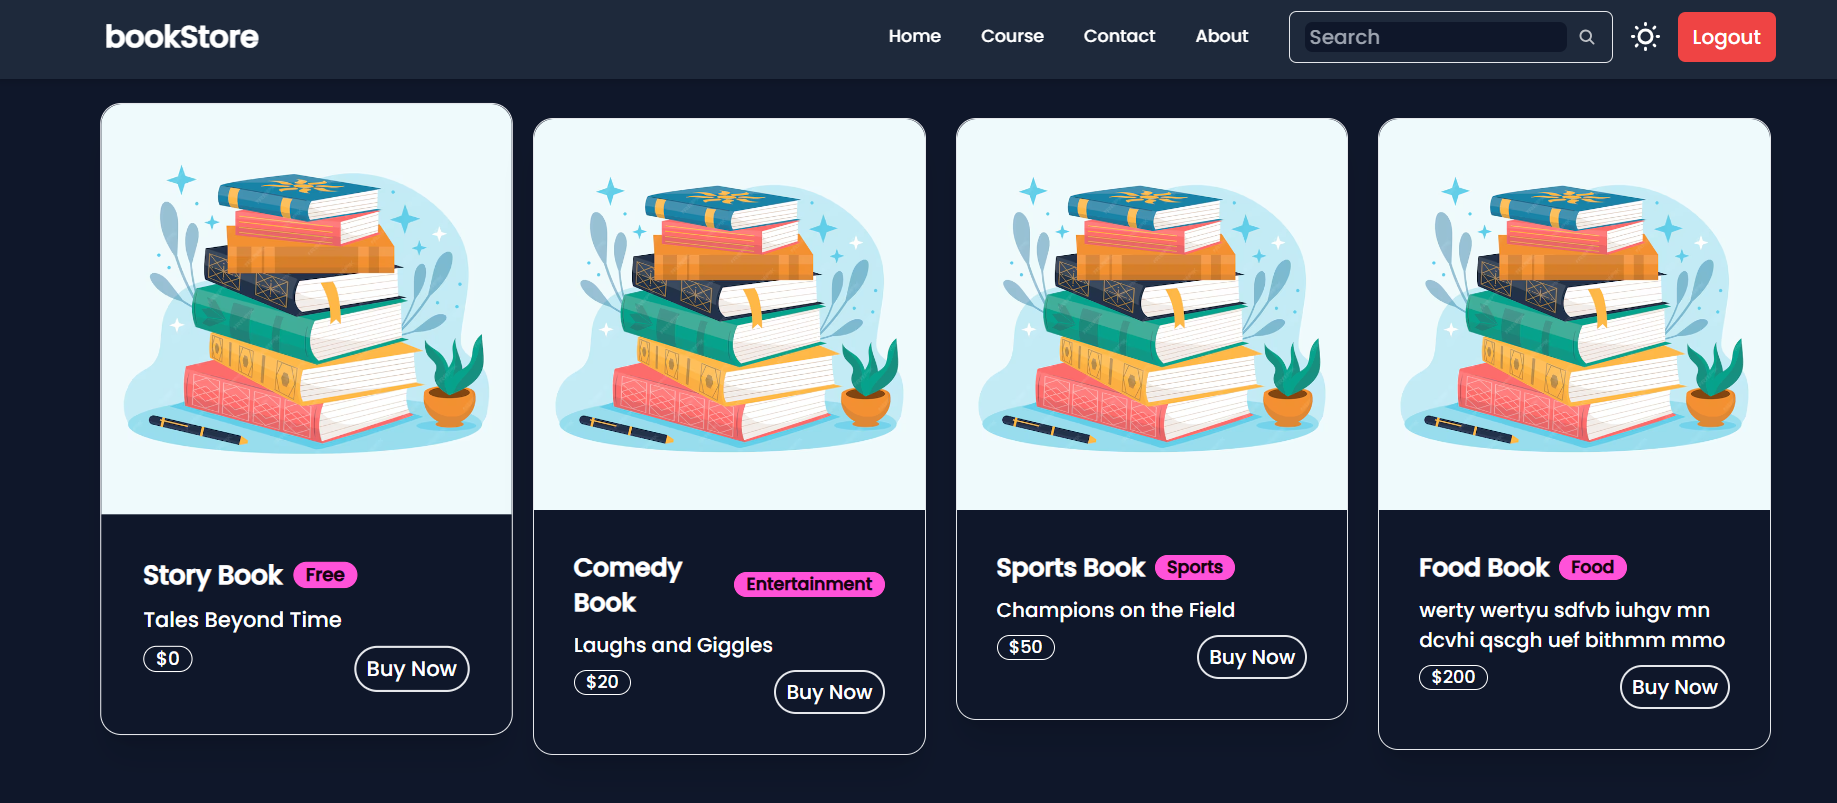 bookStore
Home
Course
Contact
About
Search
Logout
Story Book
Free
Tales Beyond Time
$0
Buy Now
Comedy
Book
Entertainment
Laughs and Giggles
$20
Buy Now
Sports Book
Sports
Champions on the Field
$50
Buy Now
Food Book
Food
werty wertyu sdfvb iuhgv mn
dcvhi qscgh uef bithmm mmo
$200
Buy Now